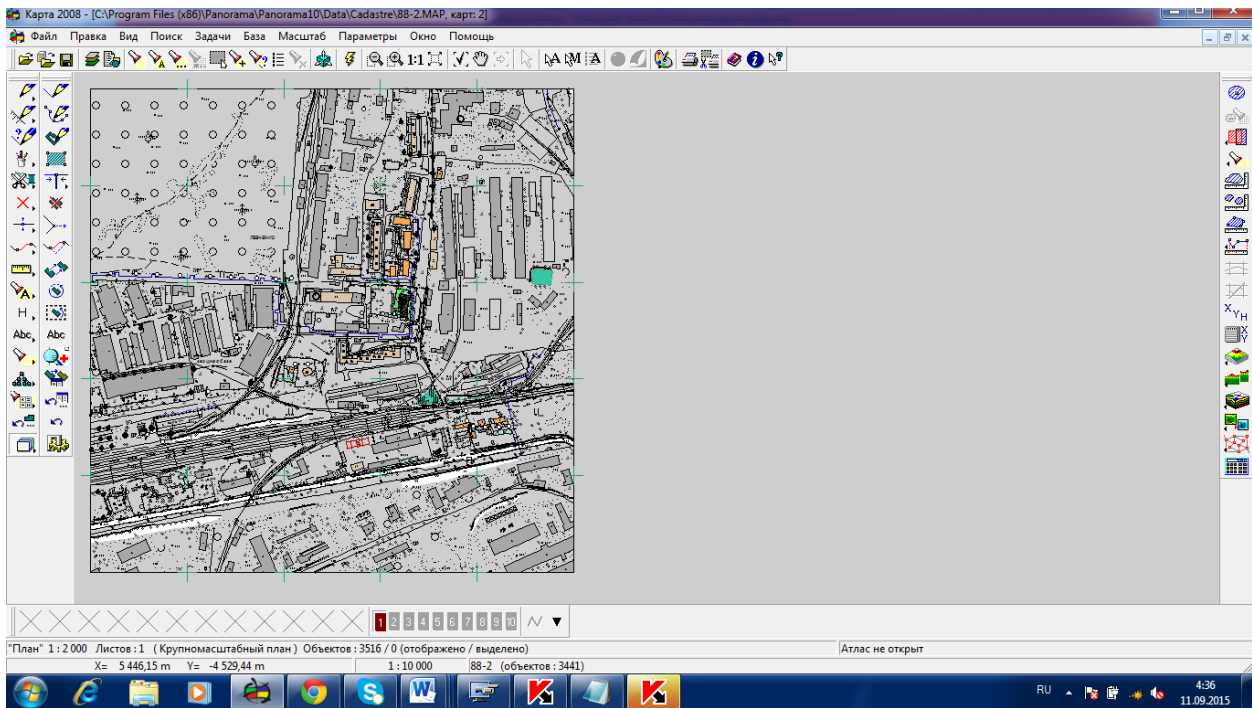 Карта 2008 - [C:\Program Files (x86)\Panorama\Panorama10\Data\Cadastre\88-2.MAP, карт: 2]
Файл Правка Вид Поиск Задачи База Масштаб Параметры Окно Помощь
1:1
A M A
A
H
Abc Abc
X Y H
X Y
1 2 3 4 5 6 7 8 9 10
"План" 1 : 2 000 Листов : 1 ( Крупномасштабный план ) Объектов : 3516 / 0 (отображено / выделено) Атлас не открыт
X= 5 446,15 m Y= -4 529,44 m 1 : 10 000 88-2 (объектов : 3441)
RU 4:36
11.09.2015